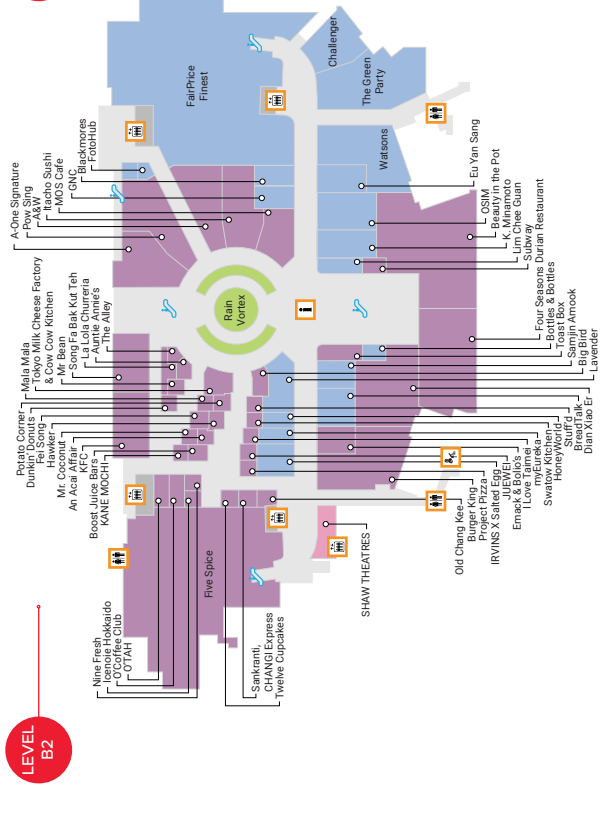 LEVEL
B2
A-One Signature
Pow Sing
A&W
Itacho Sushi
MOS Cafe
GNC
Blackmores
FotoHub
FairPrice
Finest
Challenger
The Green
Party
Watsons
Eu Yan Sang
OSIM
Beauty in the Pot
K. Minamoto
Lim Chee Guan
Subway
Four Seasons Durian Restaurant
Bottles & Bottles
Toast Box
Samjin Amook
Big Bird
Lavender
Rain
Vortex
Mala Mala
Tokyo Milk Cheese Factory
& Cow Cow Kitchen
Mr Bean
Song Fa Bak Kut Teh
La Lola Churreria
Auntie Anne's
The Alley
Potato Corner
Dunkin' Donuts
Fei Song
Hawker
Mr. Coconut
An Acai Affair
KFC
Boost Juice Bars
KANE MOCHI
Dian Xiao Er
BreadTalk
Stuff'd
HoneyWorld
Swatow Kitchen
myEureka
I Love Taimei
Emack & Bolio's
JUEWEI
IRVINS X Salted Egg
Project Pizza
Burger King
Old Chang Kee
SHAW THEATRES
Five Spice
Nine Fresh
Icenoie Hokkaido
O'Coffee Club
O'TAH
Sankranti,
CHANGI Express
Twelve Cupcakes